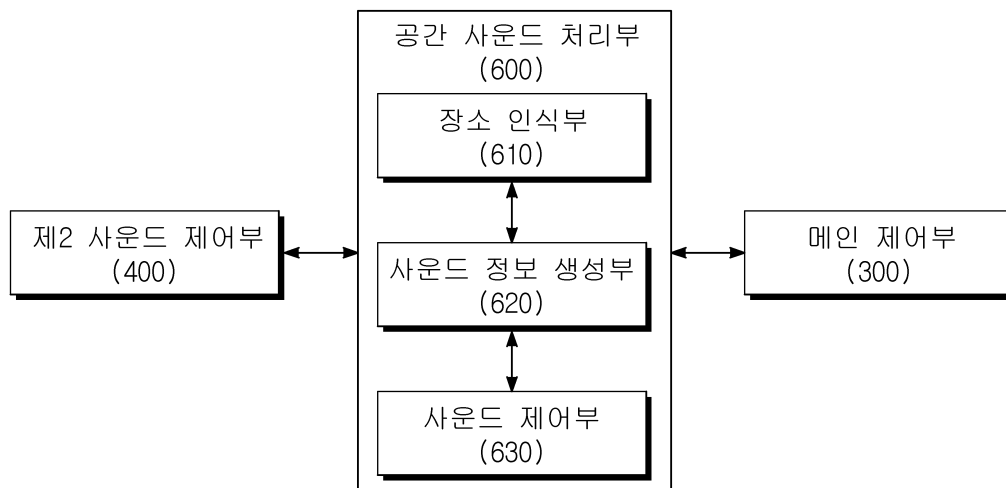 공간 사운드 처리부
(600)
장소 인식부
(610)
제2 사운드 제어부
(400)
사운드 정보 생성부
(620)
메인 제어부
(300)
사운드 제어부
(630)